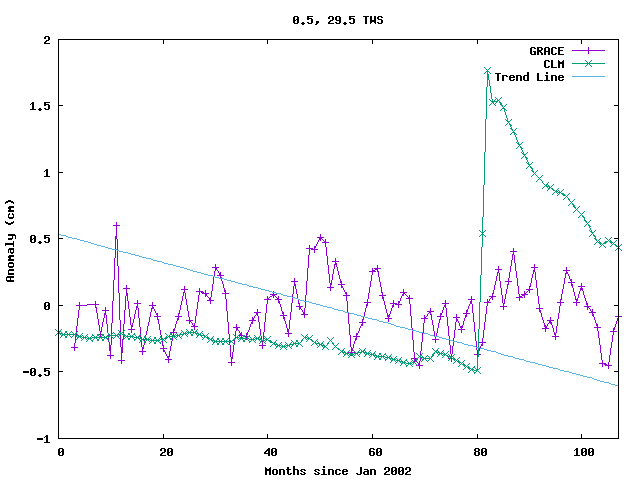 0.5, 29.5 TWS
GRACE
CLM
Trend Line
2
1.5
1
0.5
0
-0.5
-1
Anomaly (cm)
0 20 40 60 80 100
Months since Jan 2002